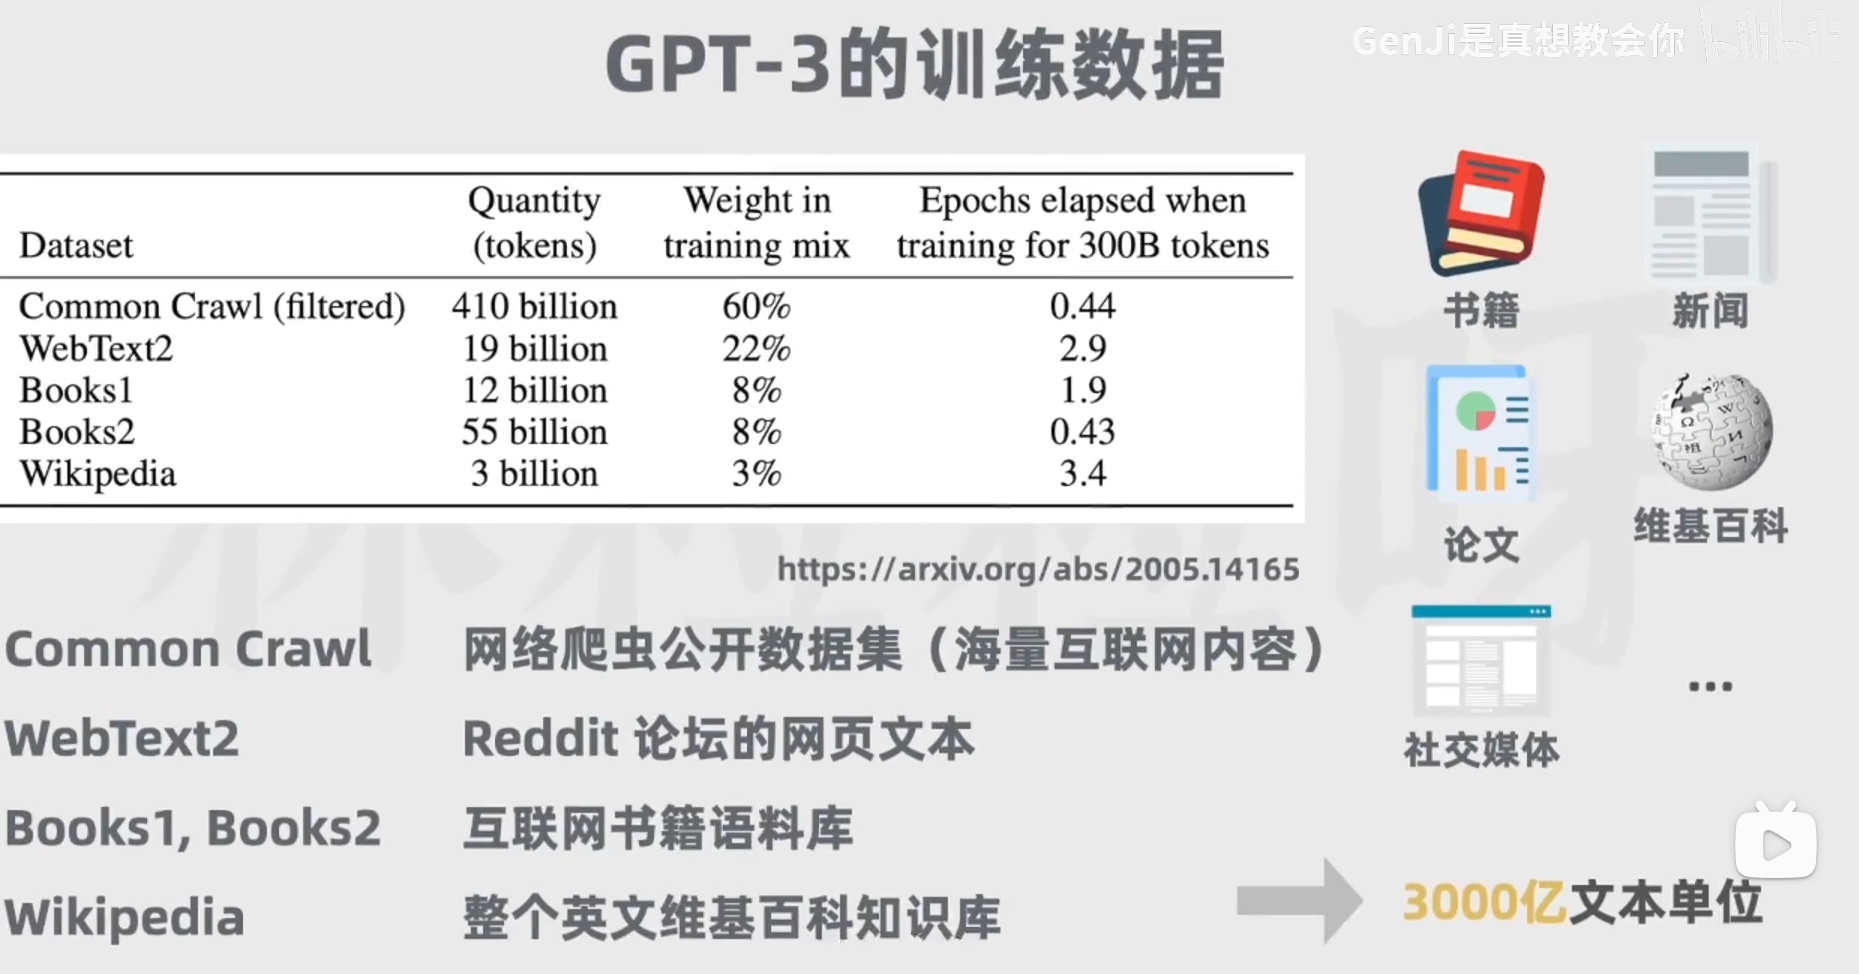 GPT-3的训练数据
GenJi是真想教会你 bilibili
Dataset Quantity (tokens) Weight in training mix Epochs elapsed when training for 300B tokens
Common Crawl (filtered) 410 billion 60% 0.44
WebText2 19 billion 22% 2.9
Books1 12 billion 8% 1.9
Books2 55 billion 8% 0.43
Wikipedia 3 billion 3% 3.4
https://arxiv.org/abs/2005.14165
书籍 新闻
论文 维基百科
社交媒体 ...
Common Crawl 网络爬虫公开数据集（海量互联网内容）
WebText2 Reddit 论坛的网页文本
Books1, Books2 互联网书籍语料库
Wikipedia 整个英文维基百科知识库
3000亿文本单位